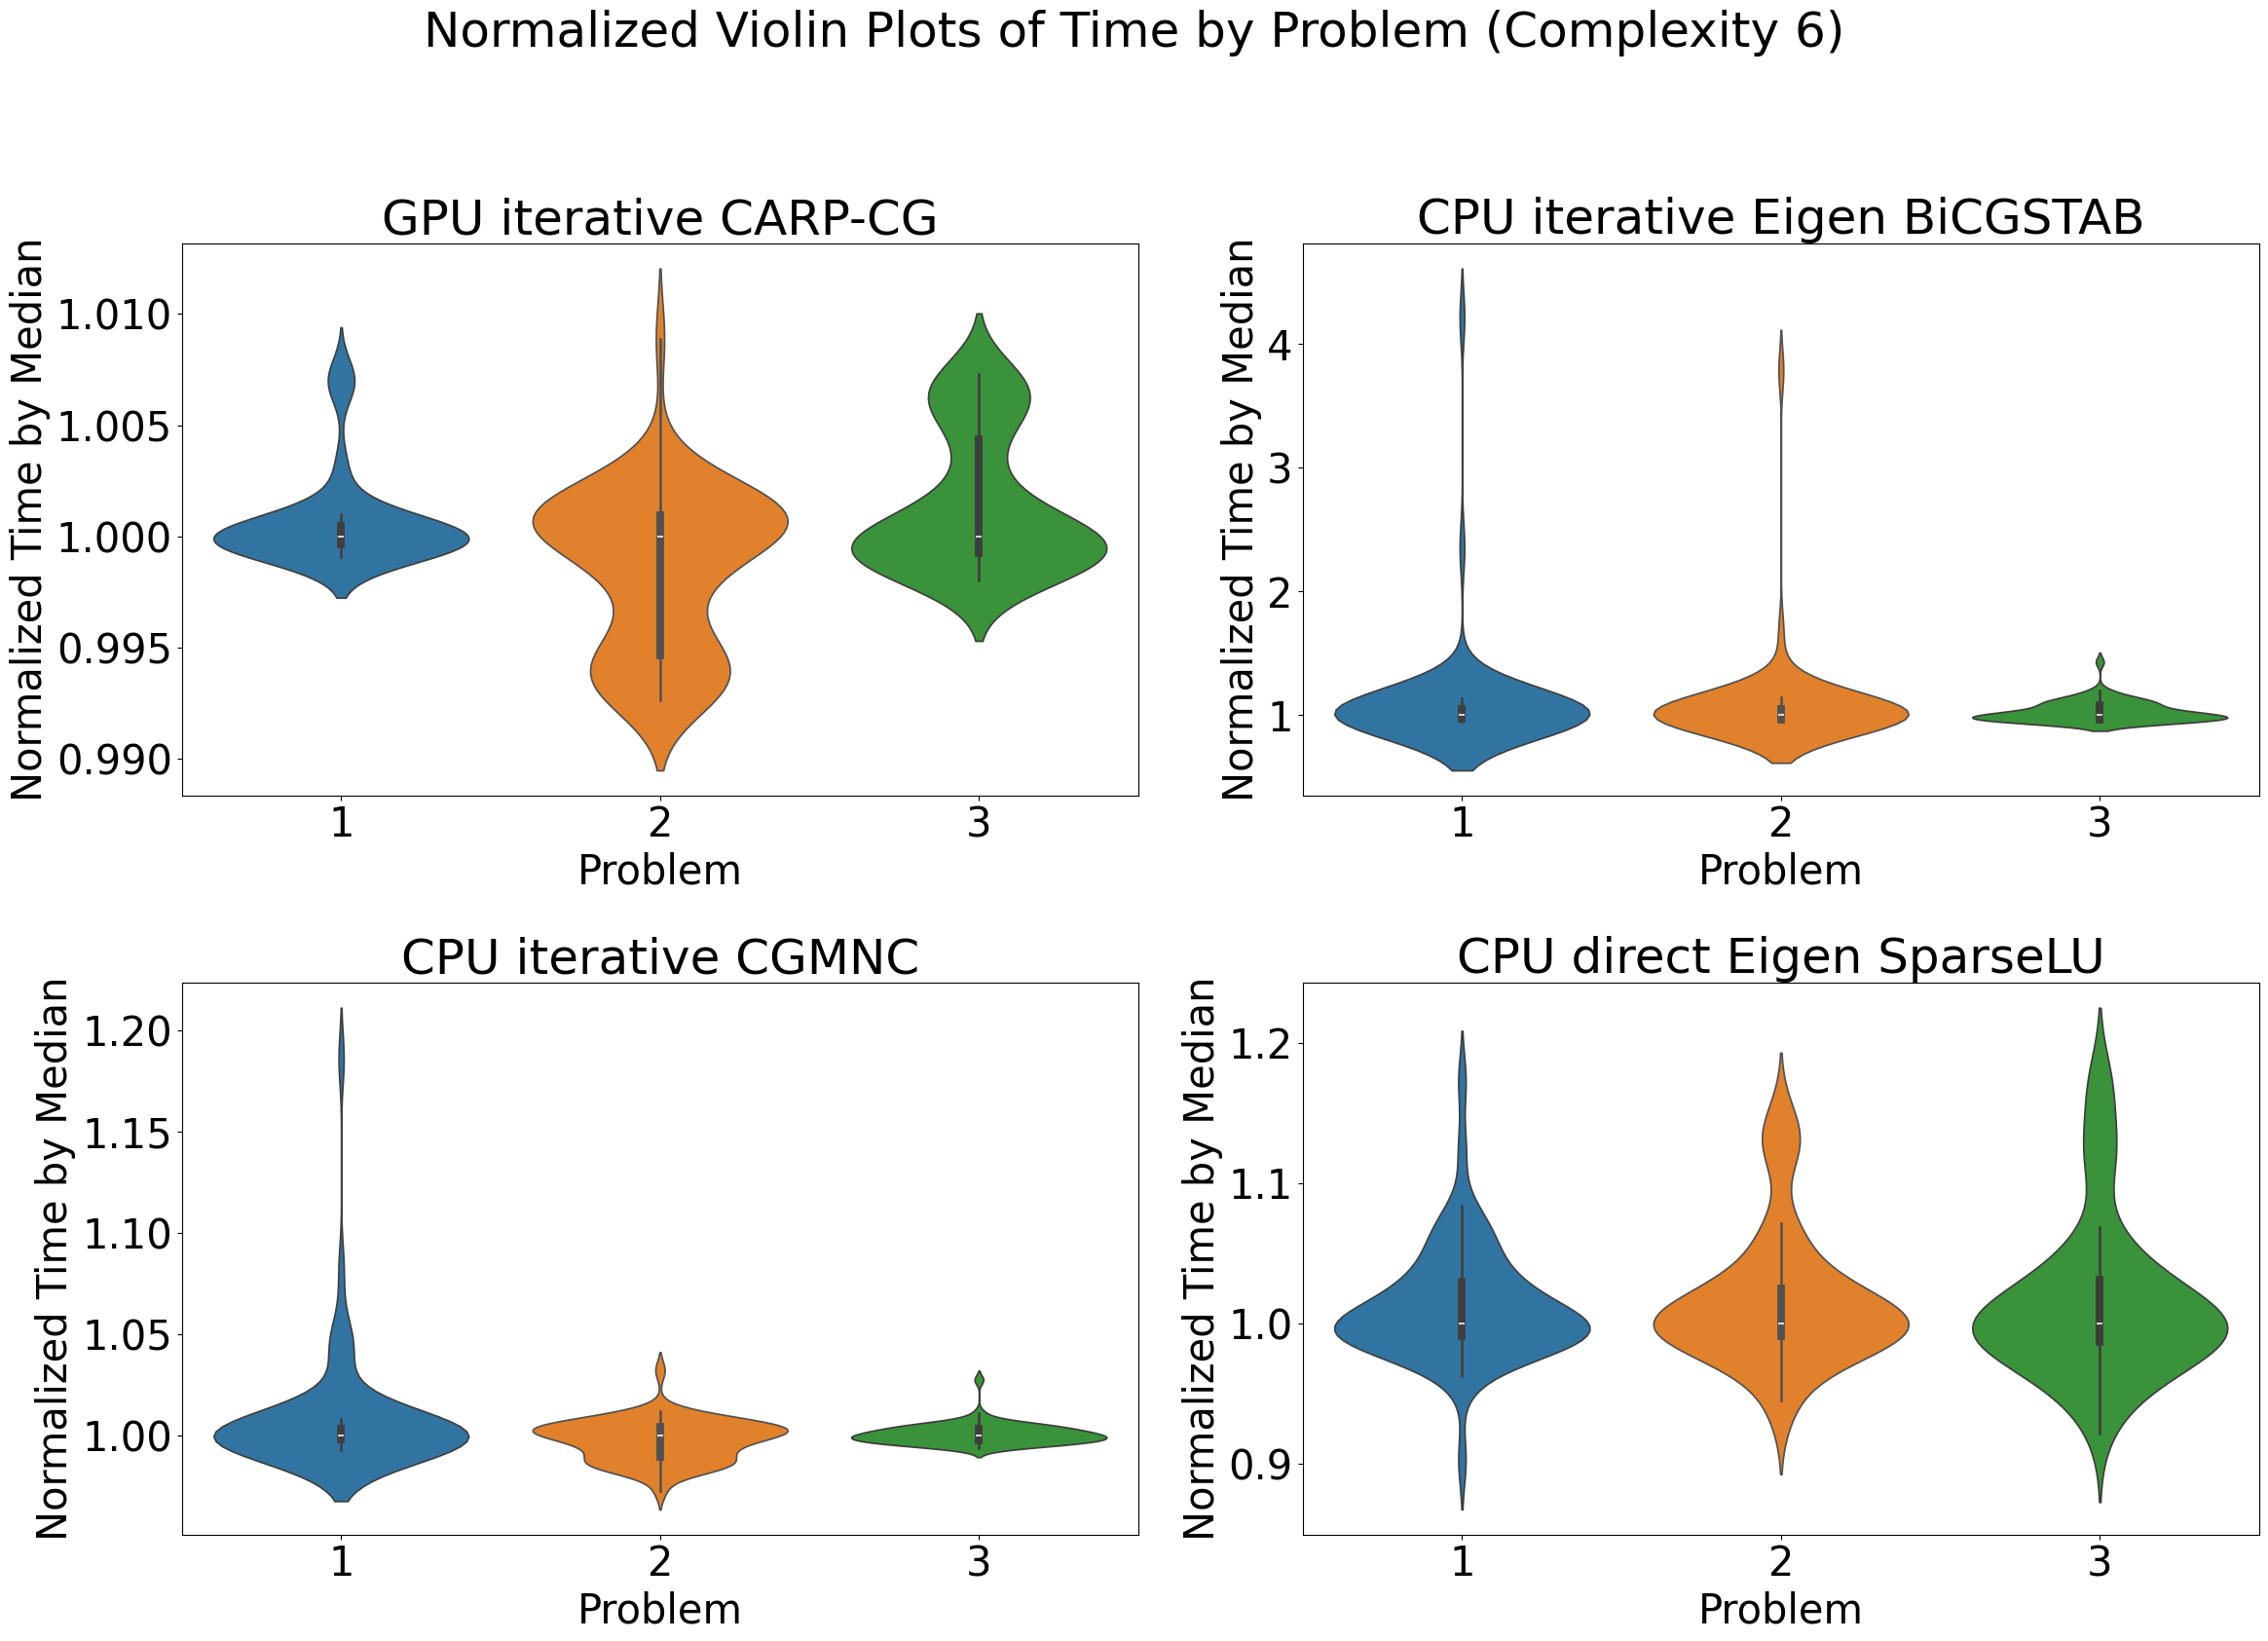 Normalized Violin Plots of Time by Problem (Complexity 6)
GPU iterative CARP-CG
Normalized Time by Median
1.010
1.005
1.000
0.995
0.990
1 2 3
Problem
CPU iterative Eigen BiCGSTAB
Normalized Time by Median
4
3
2
1
1 2 3
Problem
CPU iterative CGMNC
Normalized Time by Median
1.20
1.15
1.10
1.05
1.00
1 2 3
Problem
CPU direct Eigen SparseLU
Normalized Time by Median
1.2
1.1
1.0
0.9
1 2 3
Problem